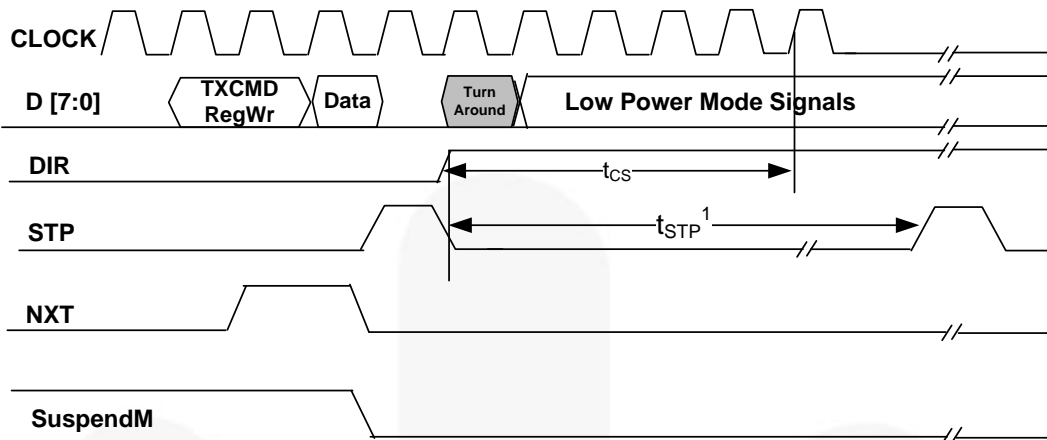 CLOCK
D [7:0]
TXCMD
RegWr
Data
Turn
Around
Low Power Mode Signals
DIR
tCS
STP
tSTP1
NXT
SuspendM